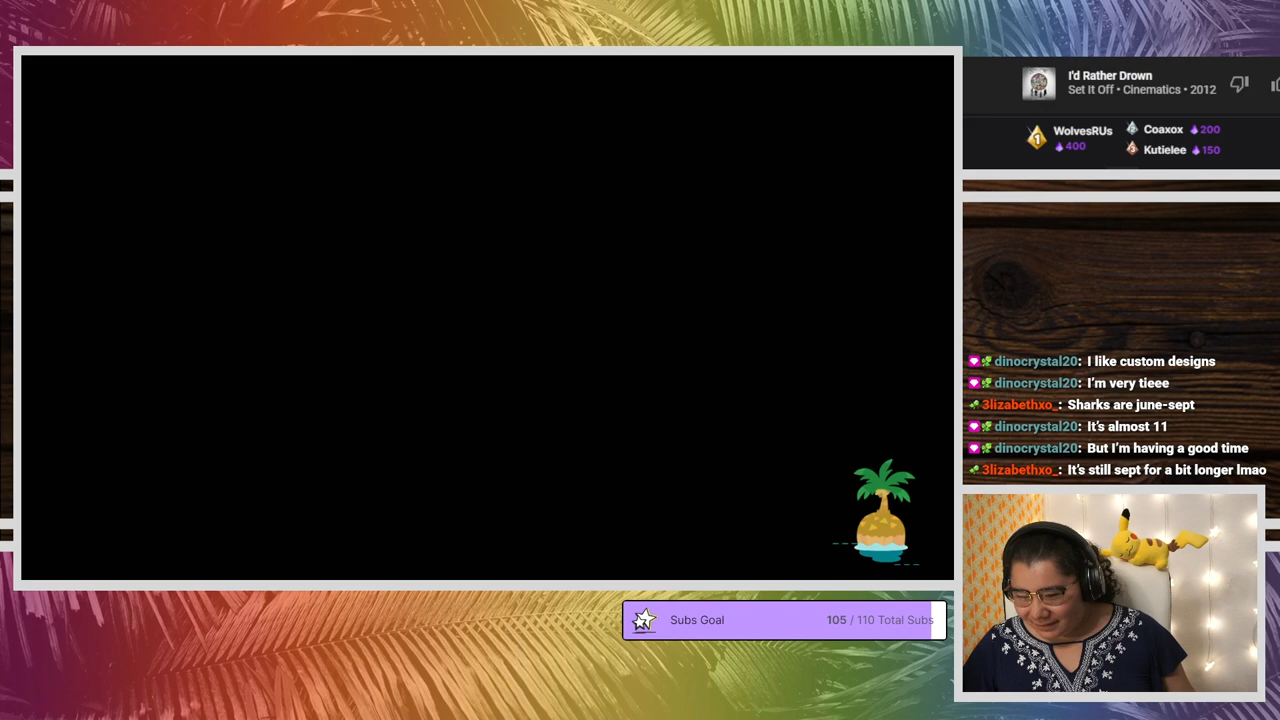 I'd Rather Drown
Set It Off • Cinematics • 2012
1 WolvesRUs
400
Coaxox 200
Kutielee 150
dinocrystal20: I like custom designs
dinocrystal20: I'm very tieee
3lizabethxo_: Sharks are june-sept
dinocrystal20: It's almost 11
dinocrystal20: But I'm having a good time
3lizabethxo_: It's still sept for a bit longer lmao
Subs Goal 105 / 110 Total Subs